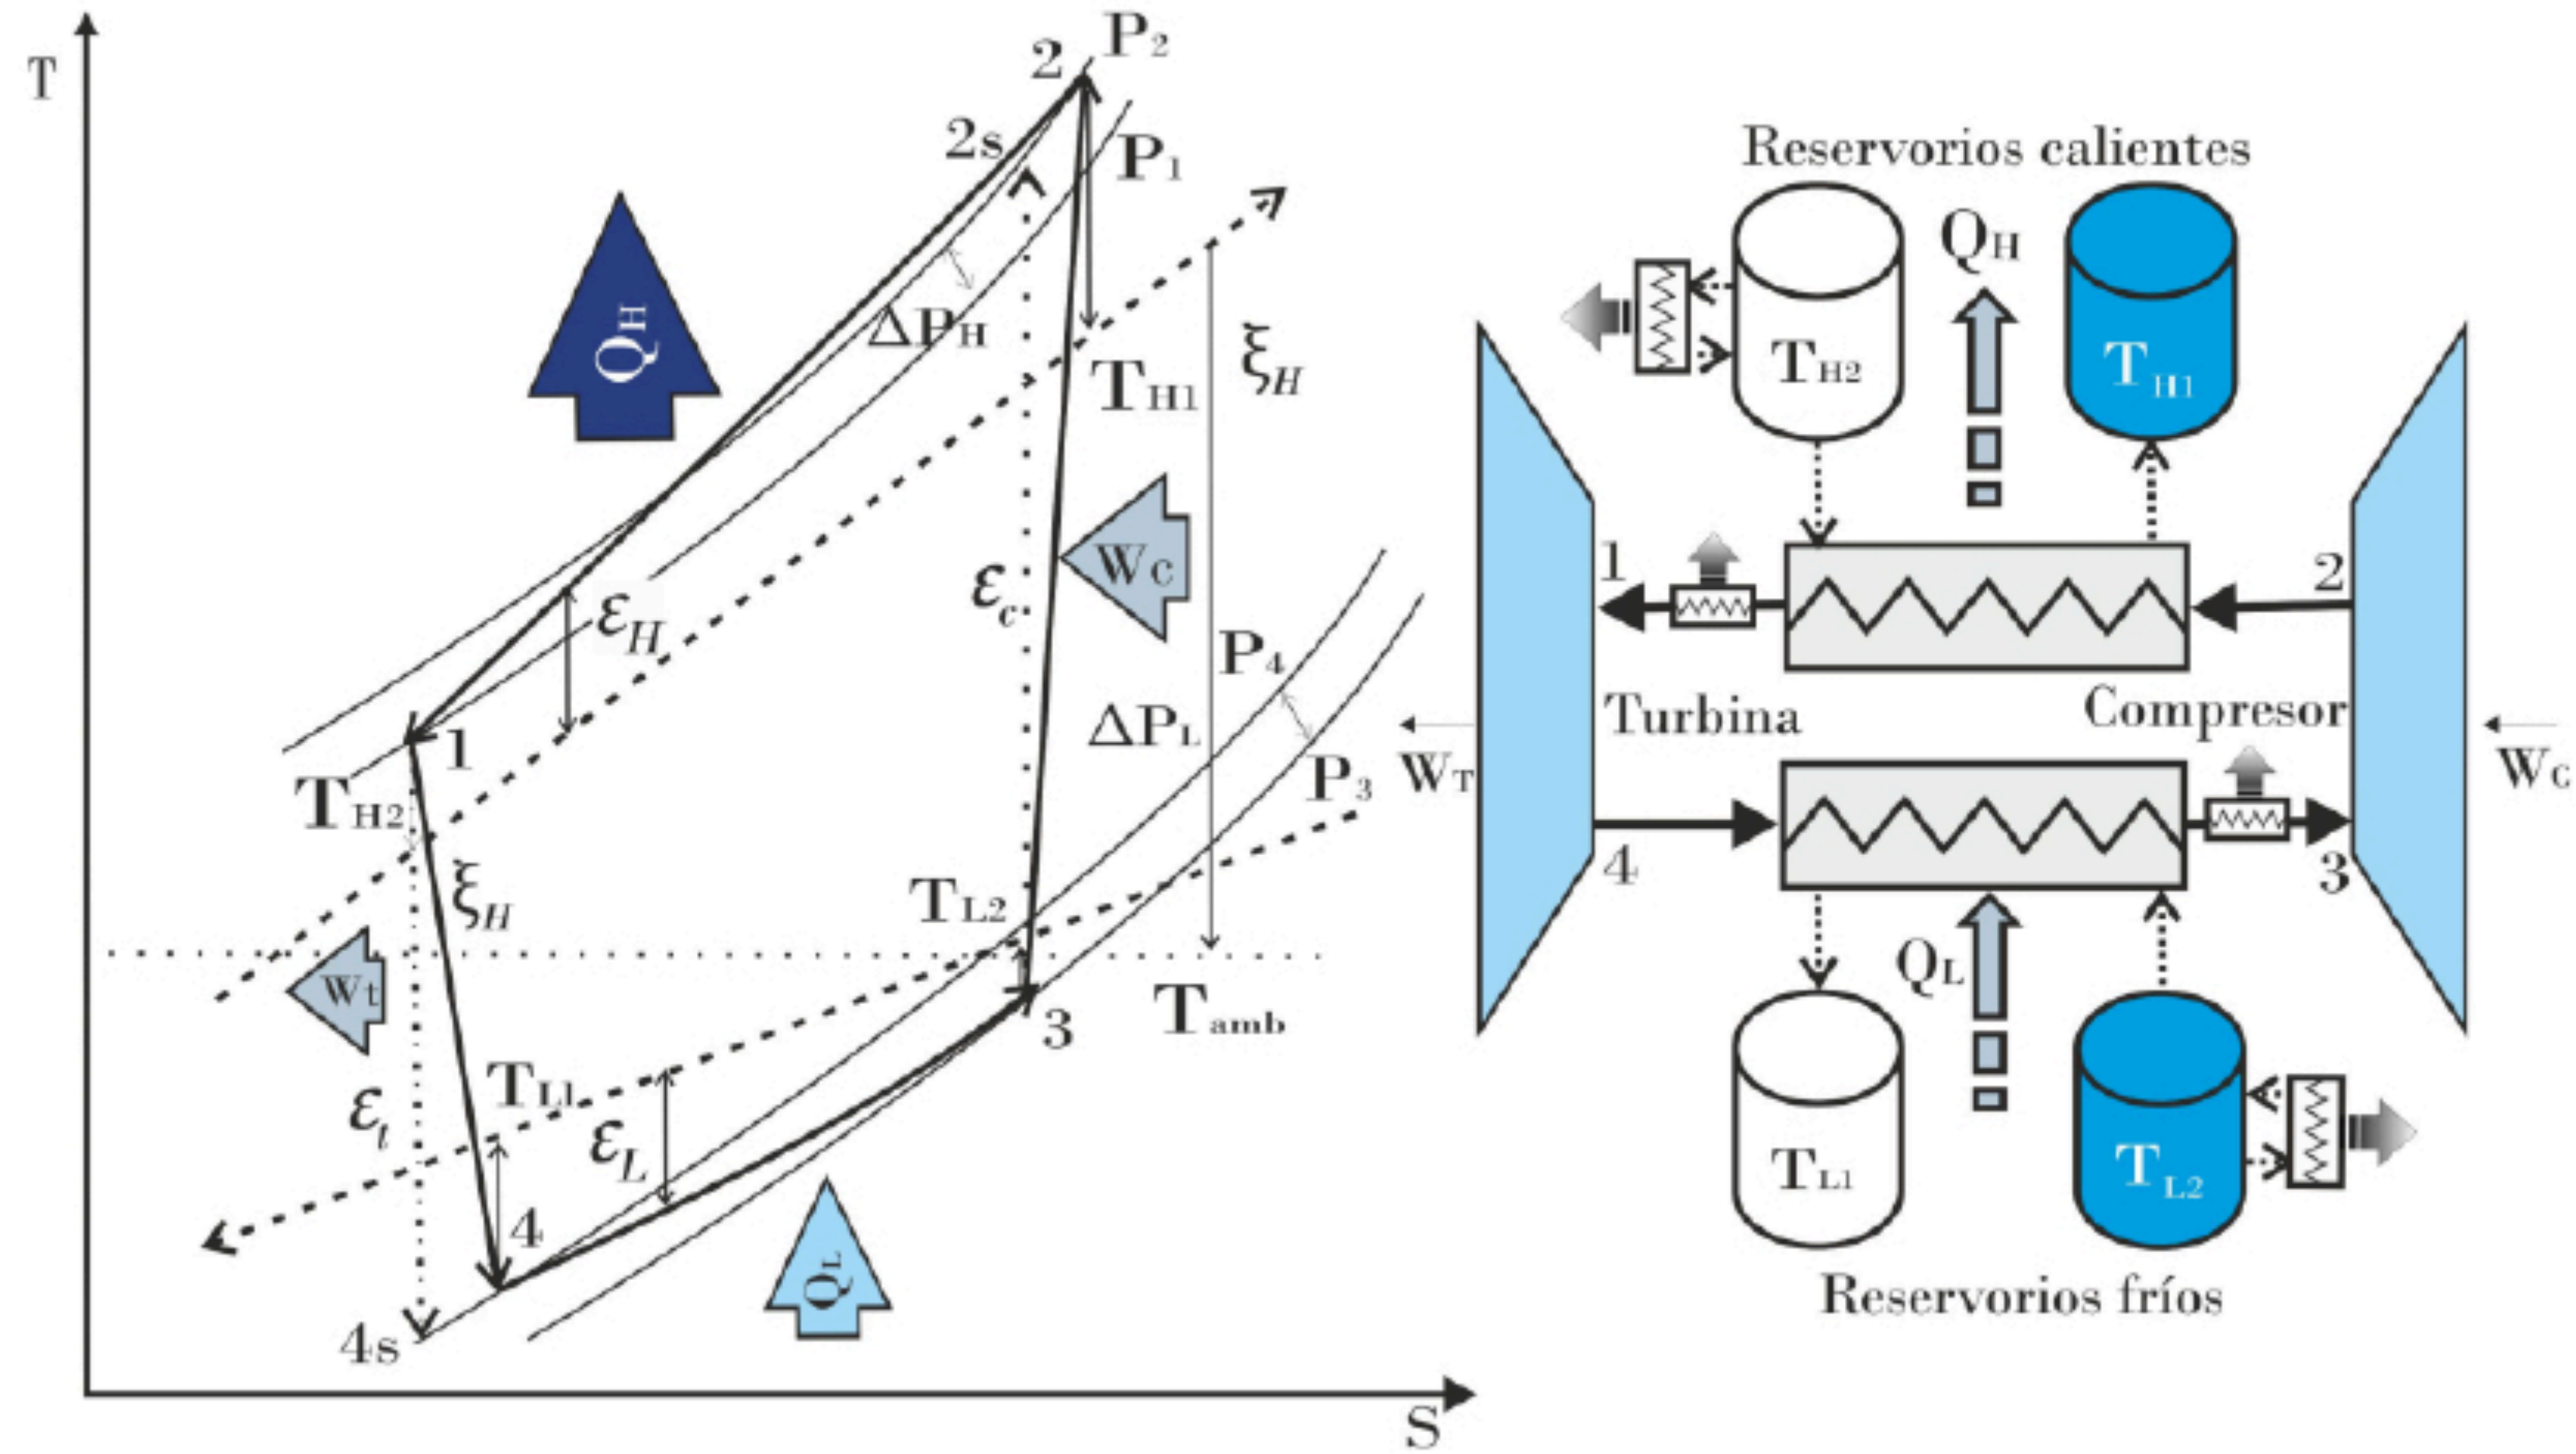 T
2
P2
2s
P1
QH
ΔPH
TH1
ξH
εH
εc
WC
P4
ΔPL
P3
1
TH2
ξH
TL2
Wt
Tamb
3
TL1
εt
εL
4
QL
4s
S
Reservorios calientes
QH
TH2
TH1
1
2
Turbina
Compresor
WT
WC
4
3
QL
TL1
TL2
Reservorios fríos